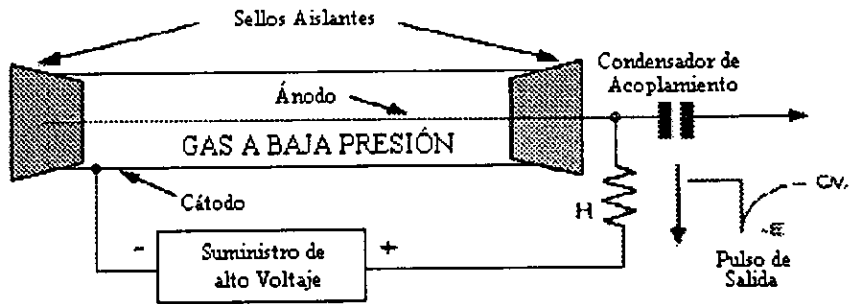 Sellos Aislantes
Condensador de
Acoplamiento
Ánodo
GAS A BAJA PRESIÓN
Cátodo
H
-
+
Suministro de
alto Voltaje
Pulso de
Salida